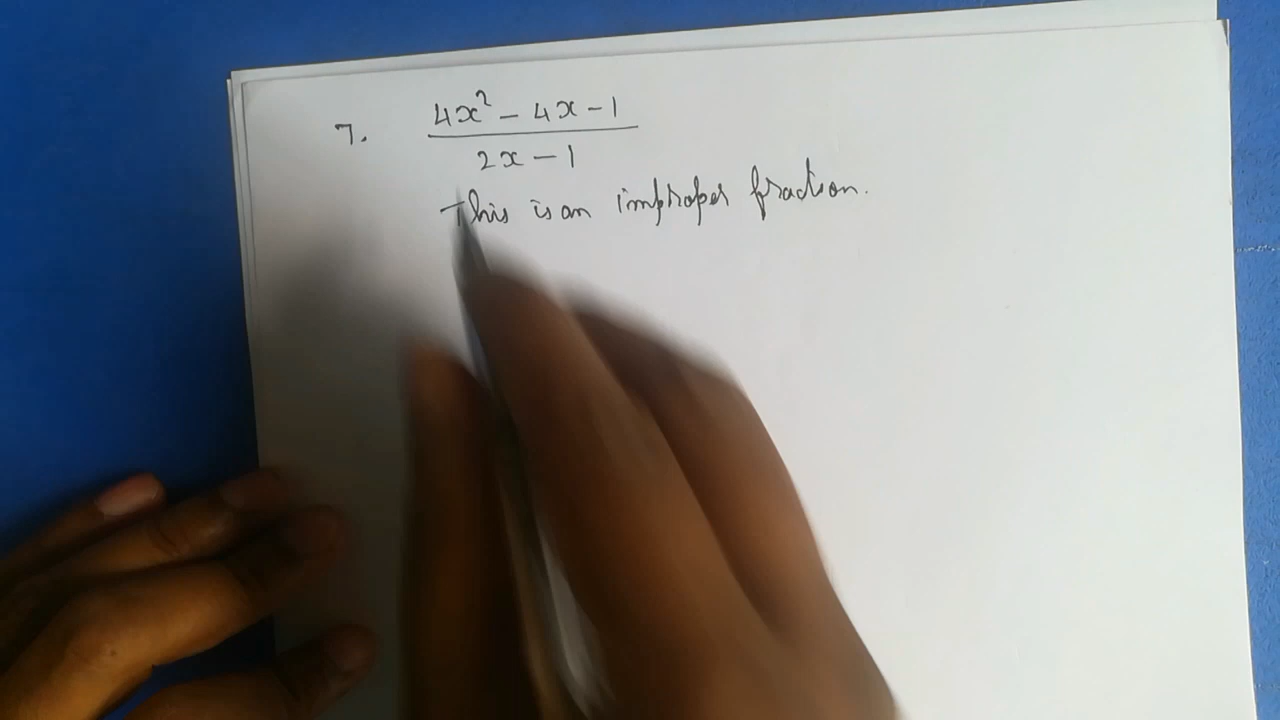 7. (4x² - 4x - 1) / (2x - 1)
This is an improper fraction.